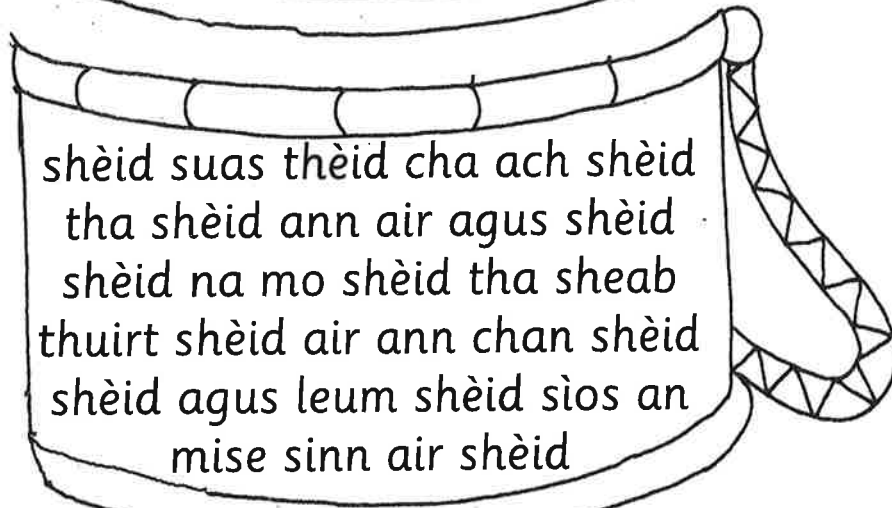 shèid suas thèid cha ach shèid
tha shèid ann air agus shèid
shèid na mo shèid tha sheab
thuirt shèid air ann chan shèid
shèid agus leum shèid sìos an
mise sinn air shèid